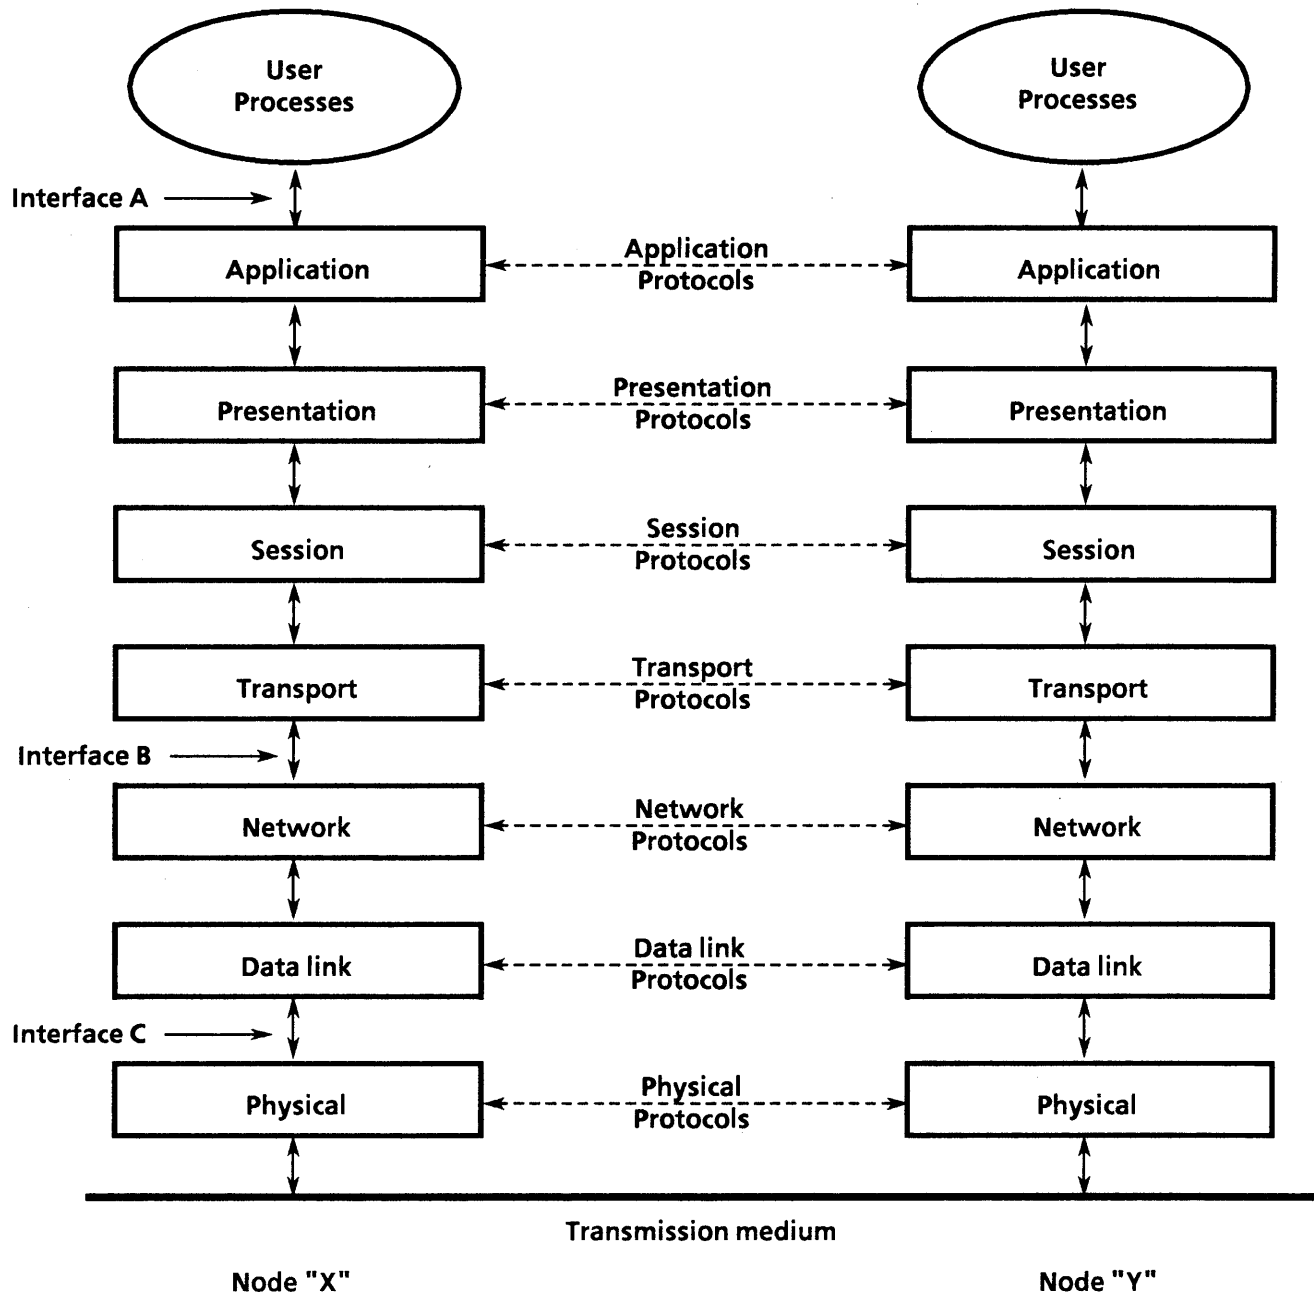 User
Processes
User
Processes
Interface A
Application
Application
Protocols
Application
Presentation
Presentation
Protocols
Presentation
Session
Session
Protocols
Session
Transport
Transport
Protocols
Transport
Interface B
Network
Network
Protocols
Network
Data link
Data link
Protocols
Data link
Interface C
Physical
Physical
Protocols
Physical
Transmission medium
Node "X"
Node "Y"